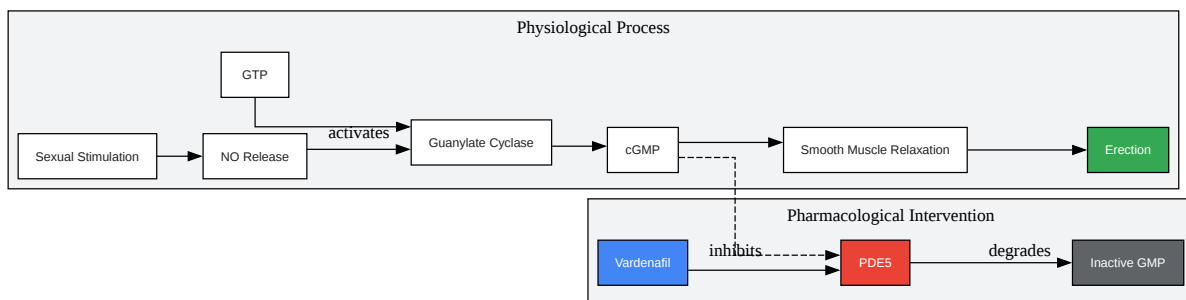 Physiological Process
GTP
activates
Sexual Stimulation
NO Release
Guanylate Cyclase
cGMP
Smooth Muscle Relaxation
Erection
Pharmacological Intervention
Vardenafil
inhibits
PDE5
degrades
Inactive GMP